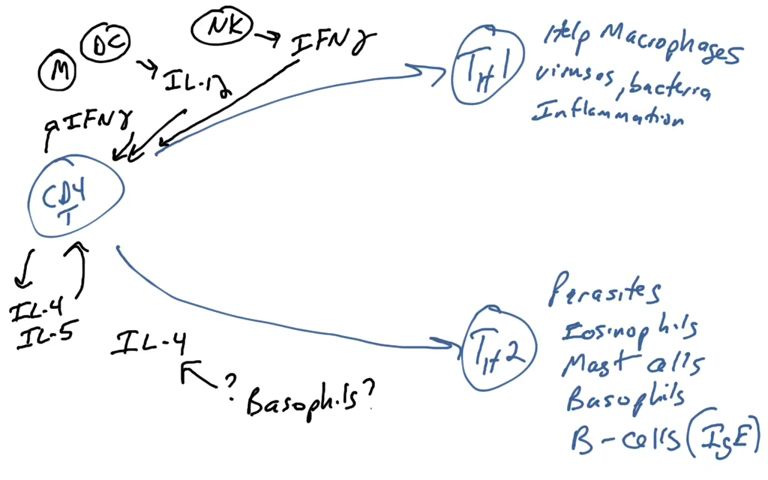 NK
IFNγ
DC
M
IL-12
IFNγ
CD4
T
IL-4
IL-5
TH1
Help Macrophages
viruses, bacterra
Inflammation
IL-4
? Basophils?
TH2
Parasites
Eosinophils
Mast cells
Basophils
B-cells (IgE)